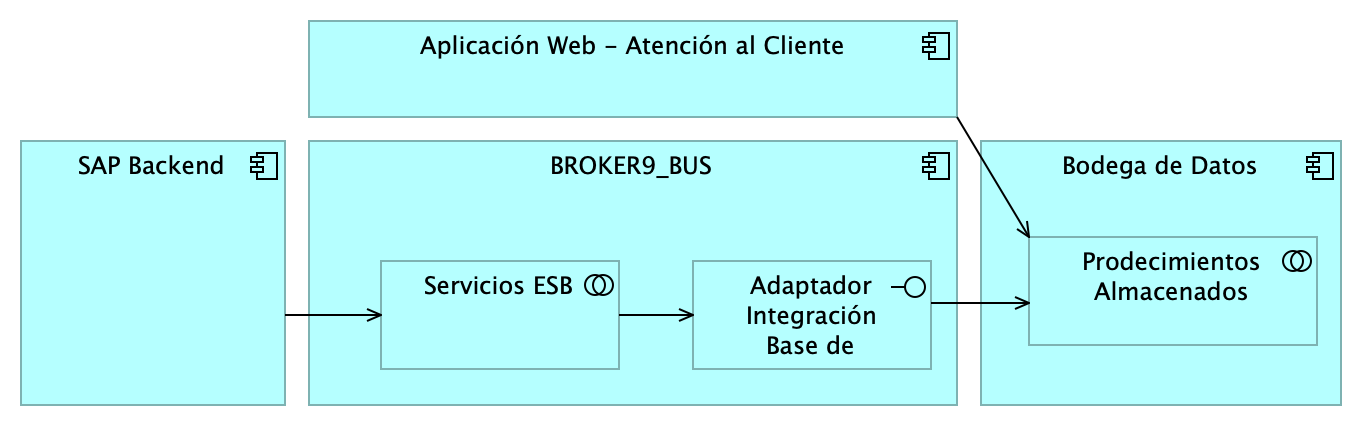 Aplicación Web - Atención al Cliente
SAP Backend
BROKER9_BUS
Bodega de Datos
Servicios ESB
Adaptador
Integración
Base de
Prodecimientos
Almacenados